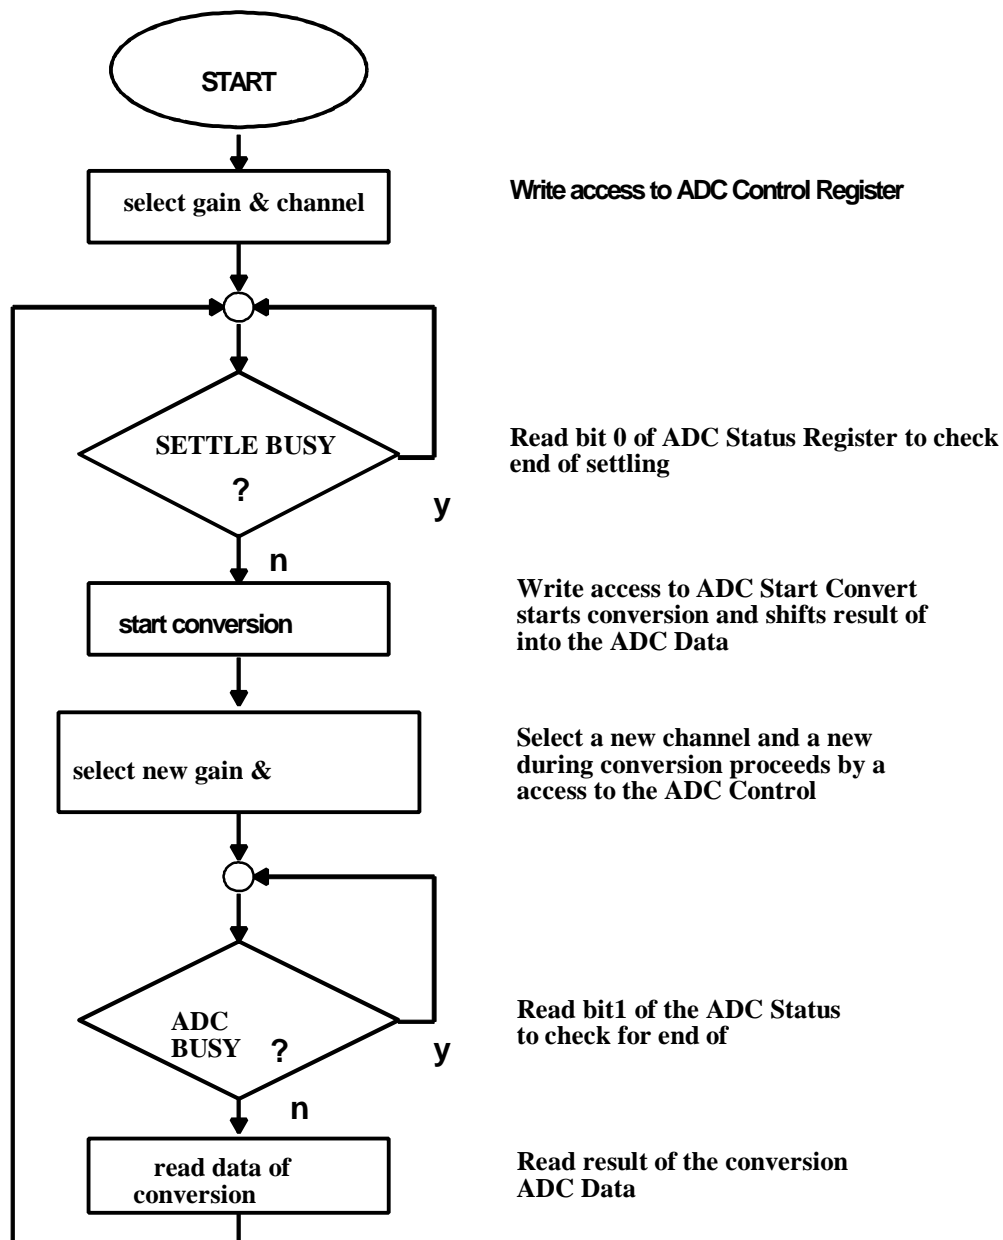 START
select gain & channel
Write access to ADC Control Register
SETTLE BUSY
?
y
n
Read bit 0 of ADC Status Register to check
end of settling
start conversion
Write access to ADC Start Convert
starts conversion and shifts result of
into the ADC Data
select new gain &
Select a new channel and a new
during conversion proceeds by a
access to the ADC Control
ADC
BUSY ?
y
n
Read bit1 of the ADC Status
to check for end of
read data of
conversion
Read result of the conversion
ADC Data